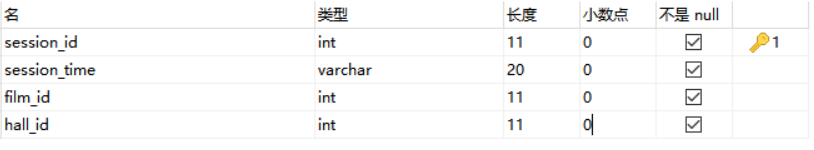 名 类型 长度 小数点 不是 null
session_id int 11 0 1
session_time varchar 20 0
film_id int 11 0
hall_id int 11 0